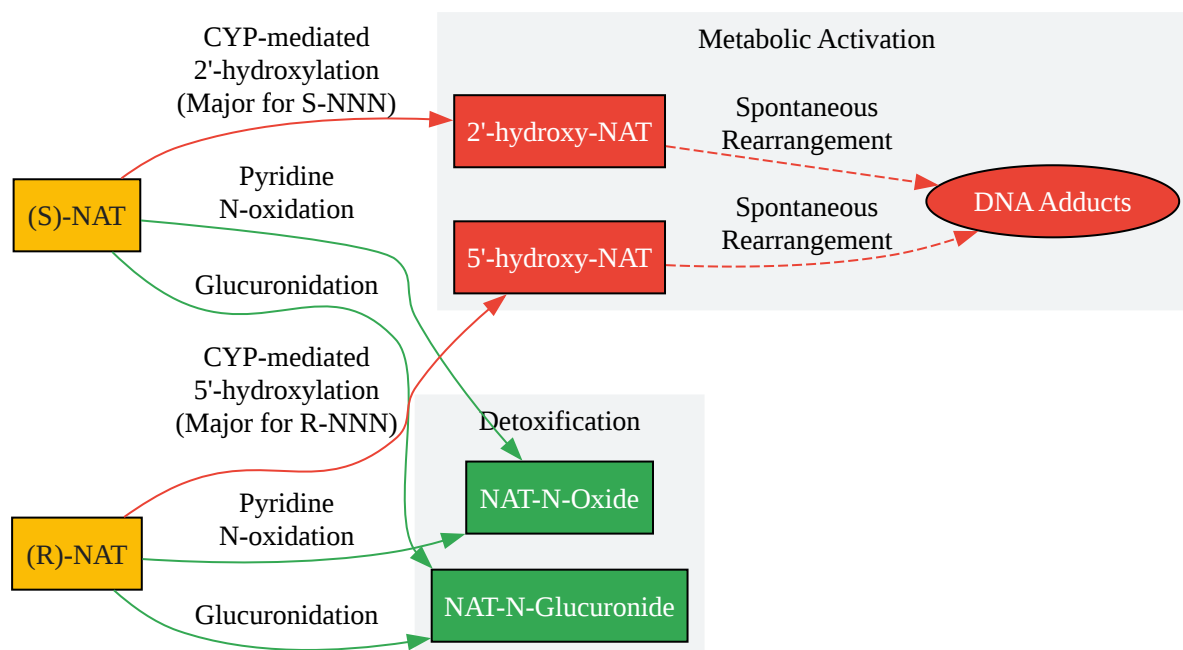 CYP-mediated
2'-hydroxylation
(Major for S-NNN)
Metabolic Activation
2'-hydroxy-NAT
Spontaneous
Rearrangement
Pyridine
N-oxidation
(S)-NAT
DNA Adducts
Spontaneous
Rearrangement
5'-hydroxy-NAT
Glucuronidation
CYP-mediated
5'-hydroxylation
(Major for R-NNN)
Detoxification
NAT-N-Oxide
Pyridine
N-oxidation
(R)-NAT
NAT-N-Glucuronide
Glucuronidation